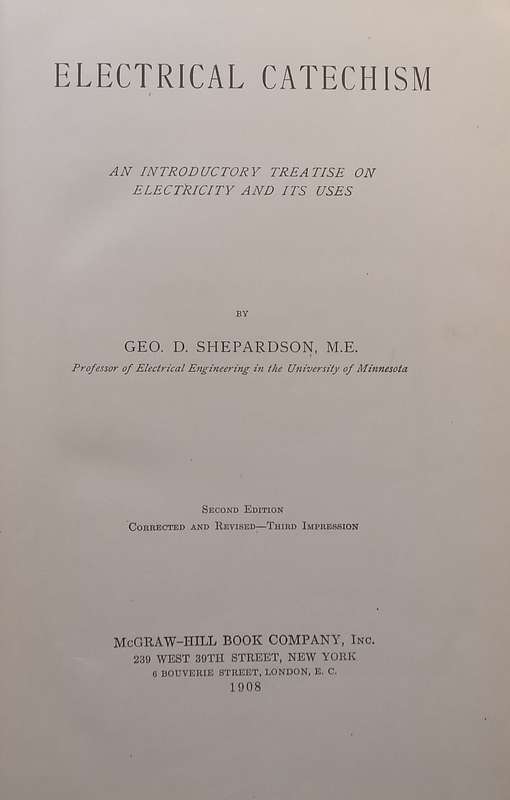 ELECTRICAL CATECHISM
AN INTRODUCTORY TREATISE ON
ELECTRICITY AND ITS USES
BY
GEO. D. SHEPARDSON, M.E.
Professor of Electrical Engineering in the University of Minnesota
SECOND EDITION
CORRECTED AND REVISED—THIRD IMPRESSION
McGRAW-HILL BOOK COMPANY, INC.
239 WEST 39TH STREET, NEW YORK
6 BOUVERIE STREET, LONDON, E. C.
1908